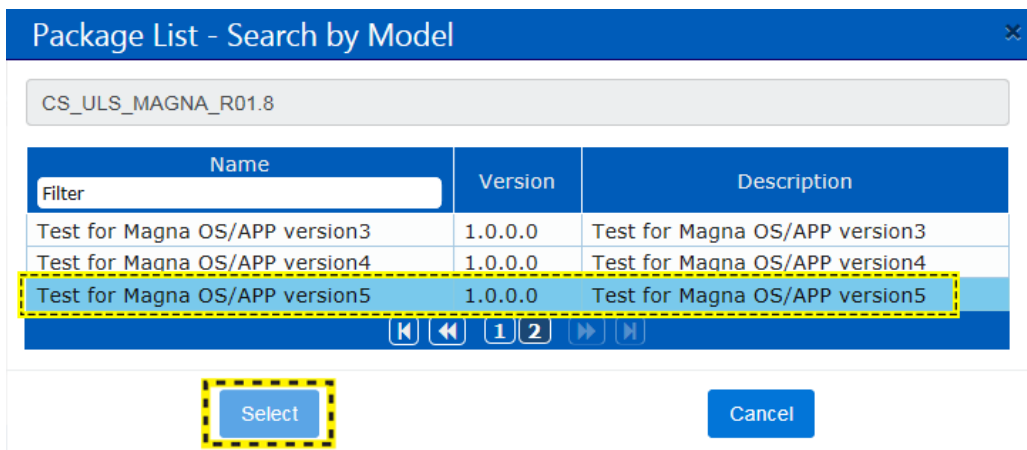 Package List - Search by Model
CS_ULS_MAGNA_R01.8
Name
Filter
Version
Description
Test for Magna OS/APP version3 1.0.0.0 Test for Magna OS/APP version3
Test for Magna OS/APP version4 1.0.0.0 Test for Magna OS/APP version4
Test for Magna OS/APP version5 1.0.0.0 Test for Magna OS/APP version5
1 2
Select Cancel